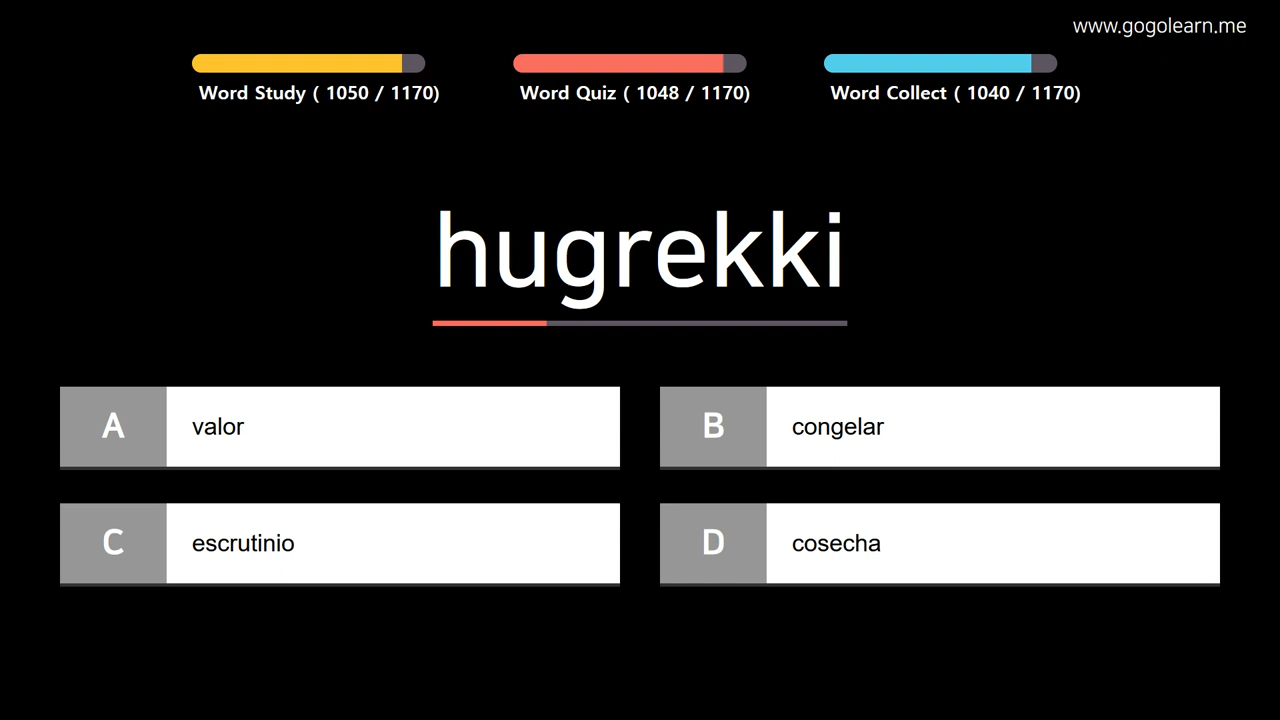 www.gogolearn.me
Word Study ( 1050 / 1170)
Word Quiz ( 1048 / 1170)
Word Collect ( 1040 / 1170)
hugrekki
A valor
B congelar
C escrutinio
D cosecha